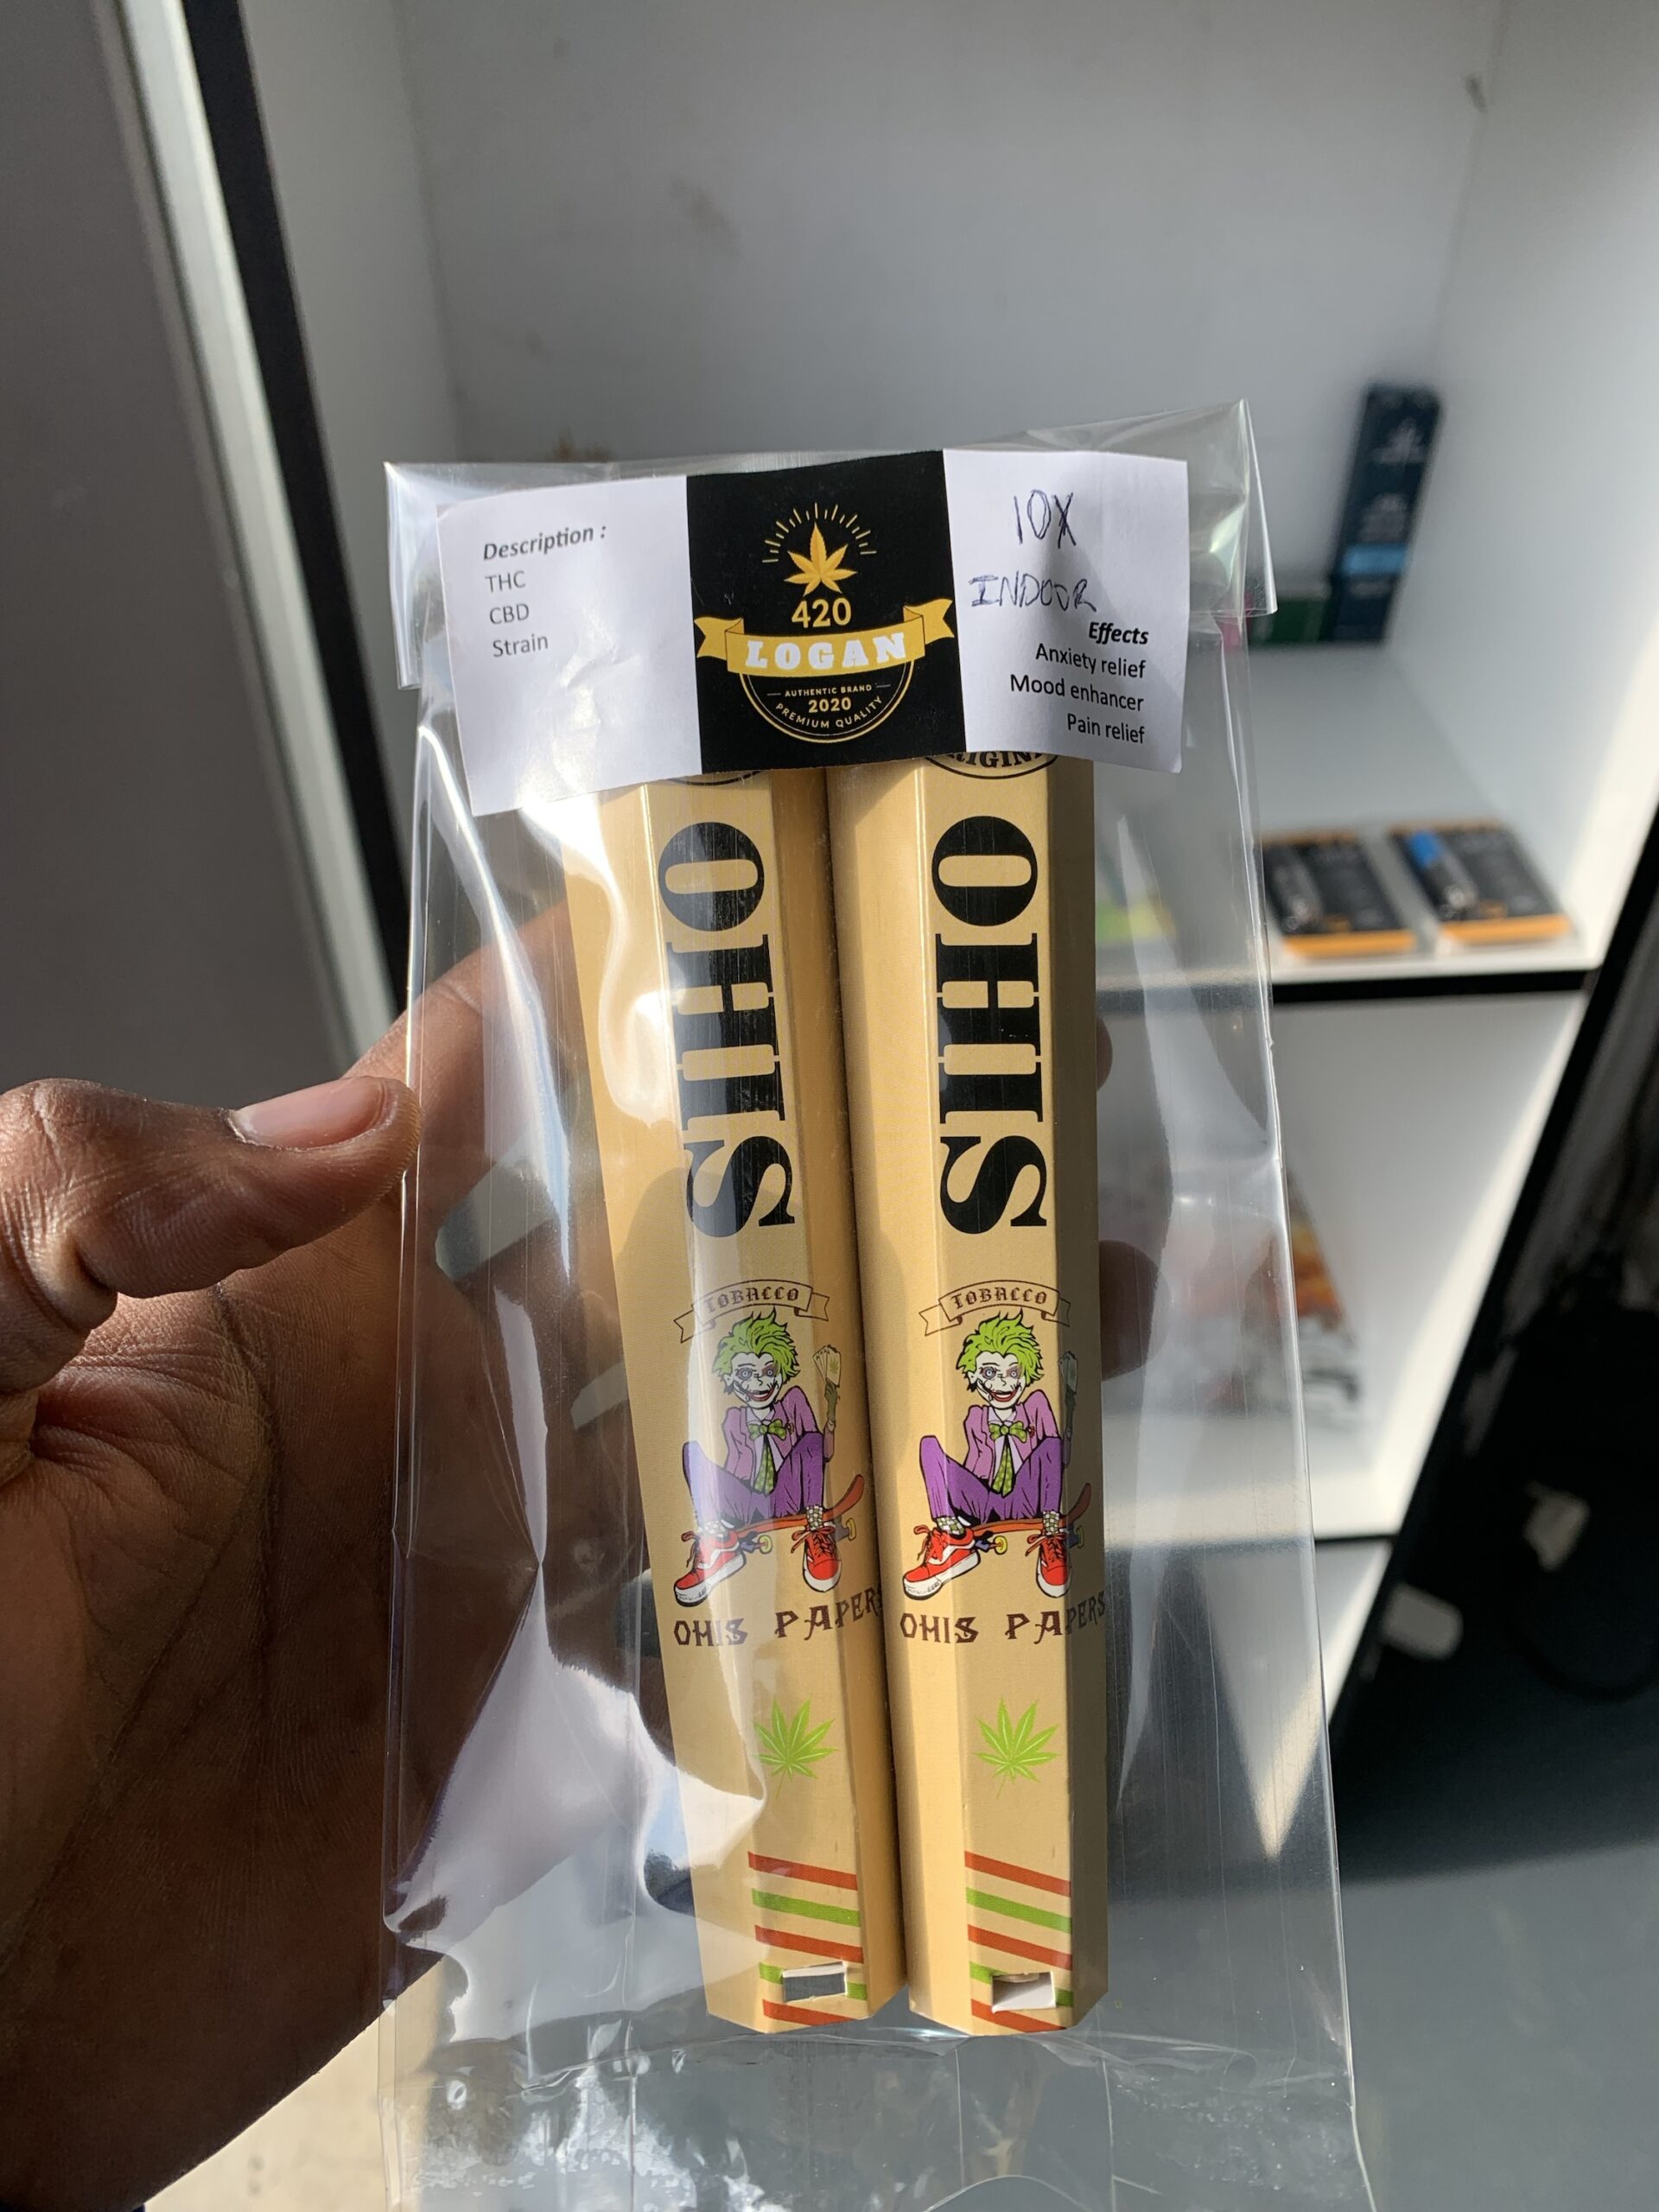 Description :
THC
CBD
Strain
420
LOGAN
AUTHENTIC BRAND
2020
PREMIUM QUALITY
10X
INDOOR
Effects
Anxiety relief
Mood enhancer
Pain relief
OHIS
TOBACCO
OHIS PAPERS
OHIS
TOBACCO
OHIS PAPERS